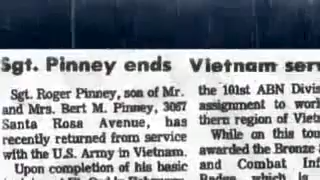 Sgt. Pinney ends Vietnam serv
Sgt. Roger Pinney, son of Mr.
and Mrs. Bert M. Pinney, 3067
Santa Rosa Avenue, has
recently returned from service
with the U.S. Army in Vietnam.
Upon completion of his basic
the 101st ABN Divis
assignment to work
thern region of Viet
While on this tou
awarded the Bronze
and Combat Inf